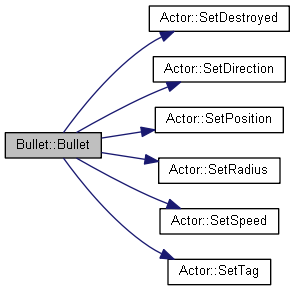 Actor::SetDestroyed
Actor::SetDirection
Actor::SetPosition
Bullet::Bullet
Actor::SetRadius
Actor::SetSpeed
Actor::SetTag